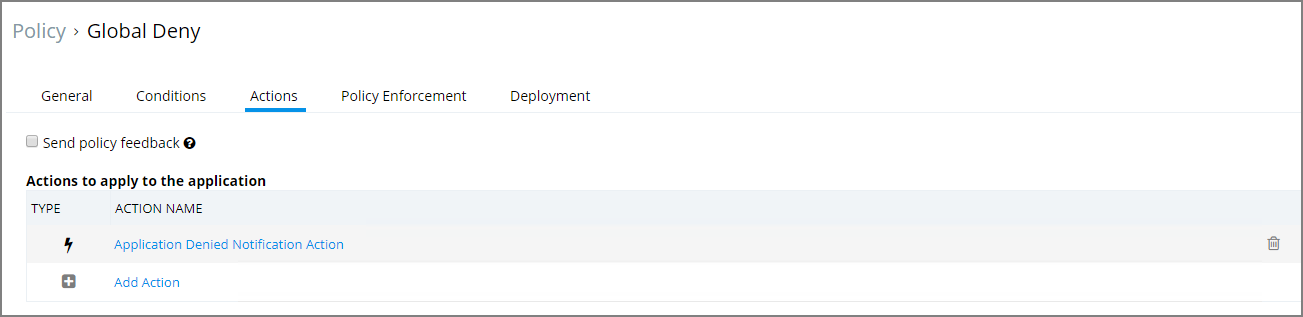 Policy › Global Deny
General Conditions Actions Policy Enforcement Deployment
Send policy feedback
Actions to apply to the application
TYPE ACTION NAME
Application Denied Notification Action
Add Action